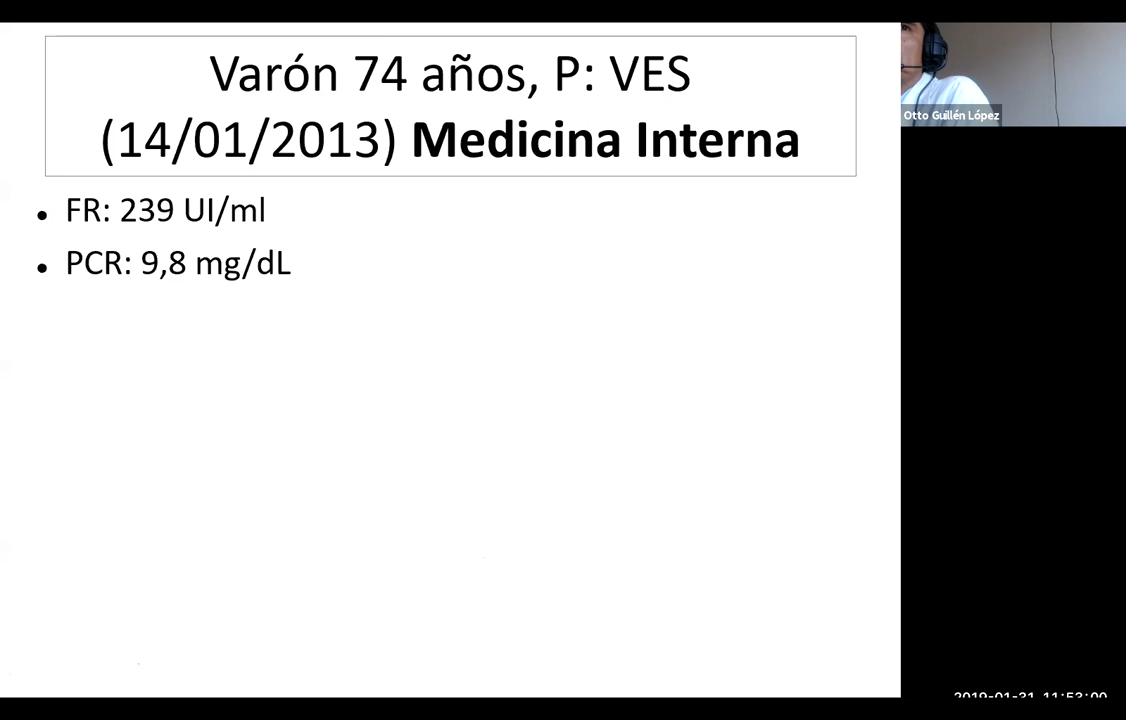 Varón 74 años, P: VES
(14/01/2013) Medicina Interna
• FR: 239 UI/ml
• PCR: 9,8 mg/dL
Otto Guillén López
2019-01-31 11:53:00